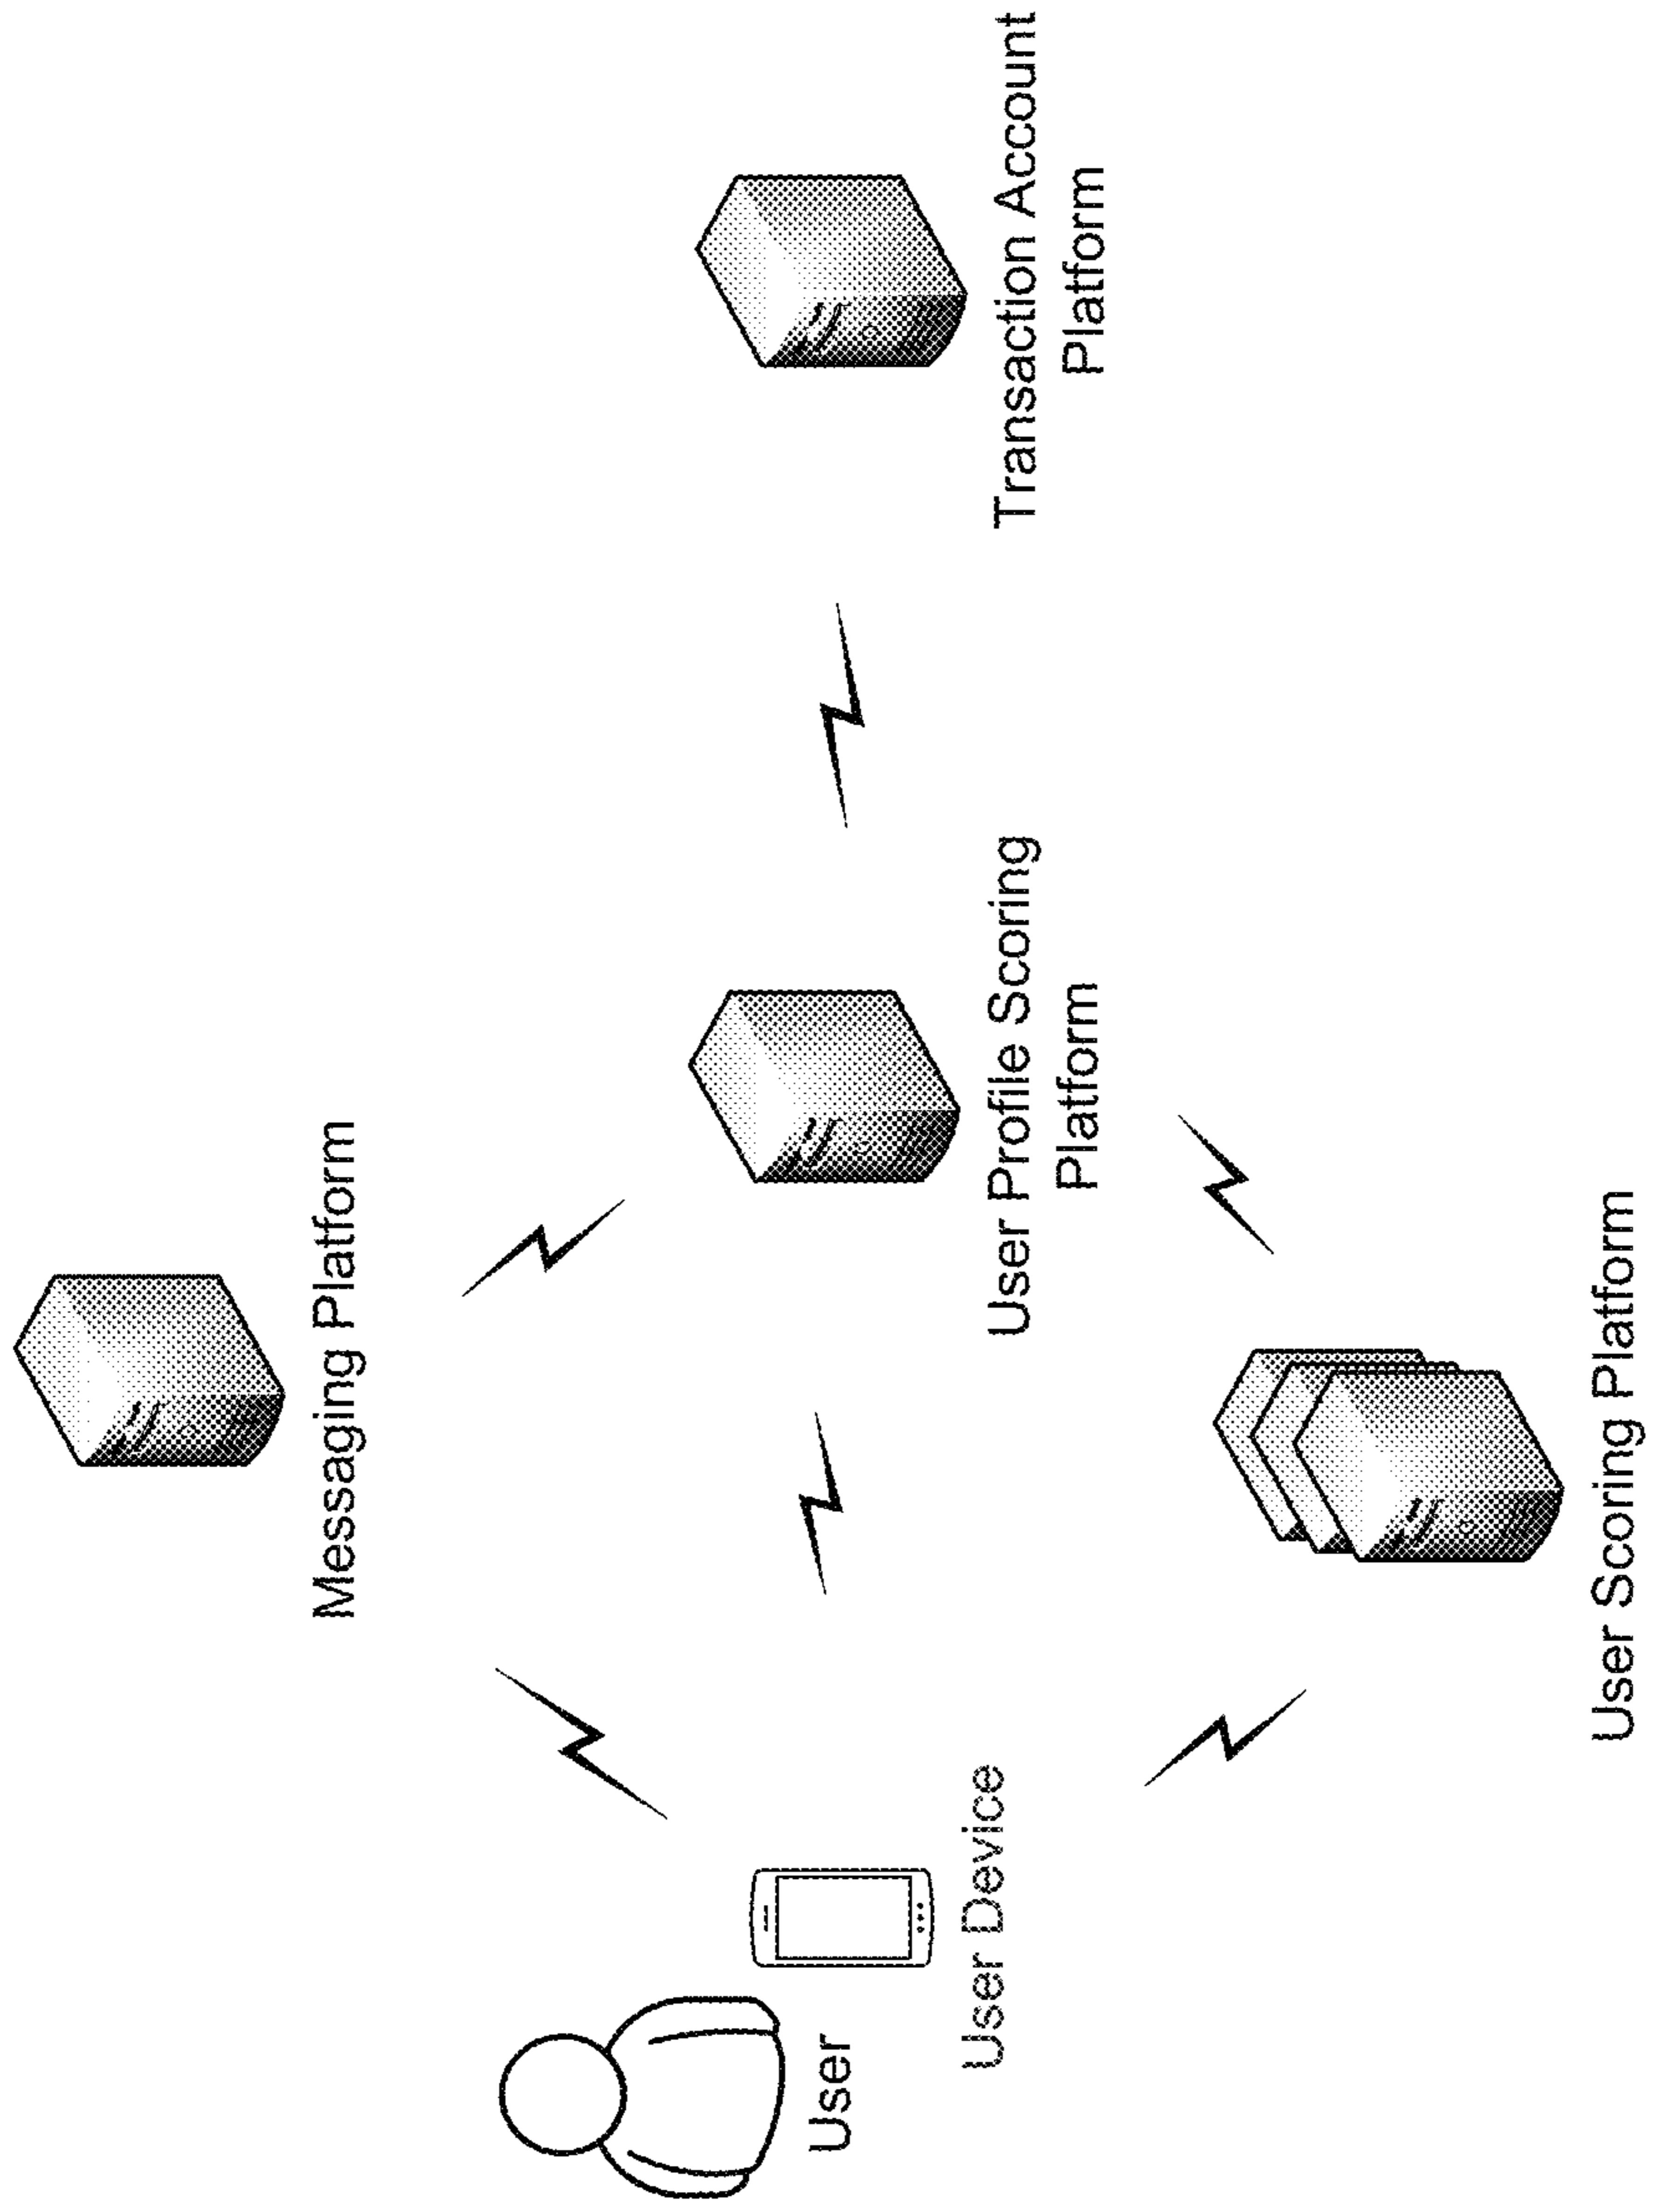 Messaging Platform
User
User Device
User Profile Scoring
Platform
Transaction Account
Platform
User Scoring Platform